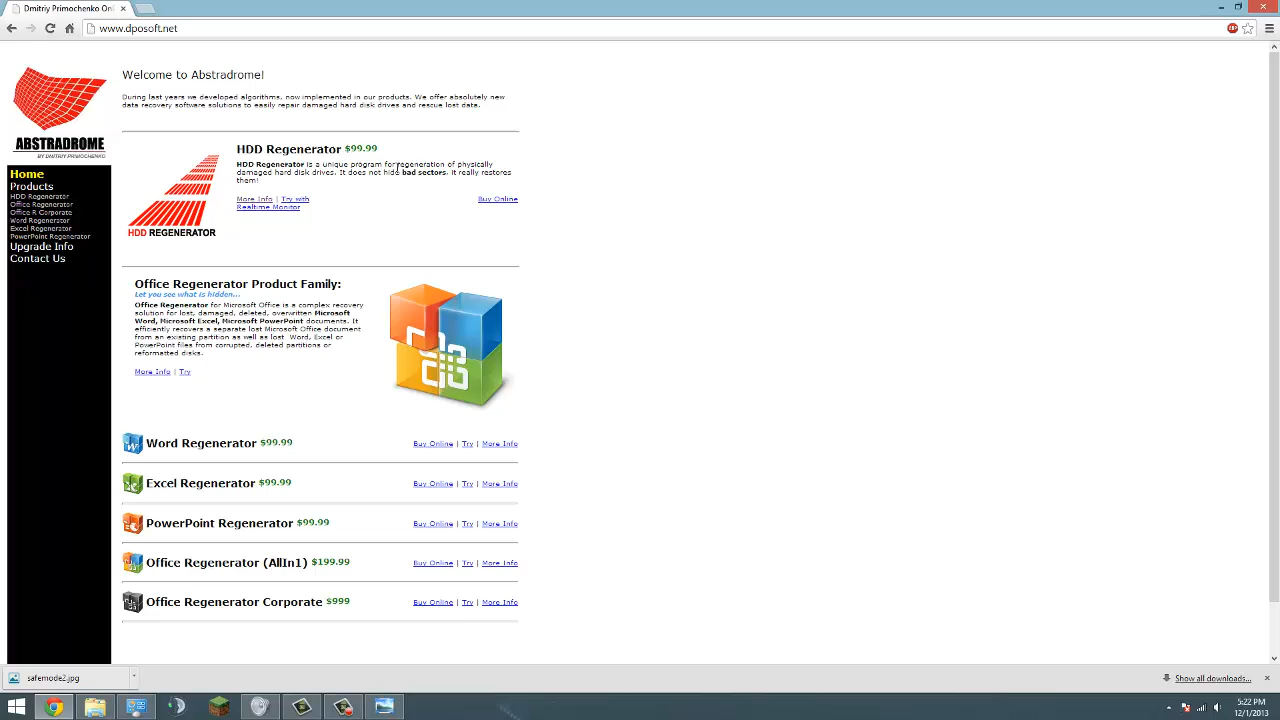 Dmitriy Primochenko Onl
www.dposoft.net
ABP
ABSTRADROME
BY DMITRIY PRIMOCHENKO
Home
Products
HDD Regenerator
Office Regenerator
Office R Corporate
Word Regenerator
Excel Regenerator
PowerPoint Regenerator
Upgrade Info
Contact Us
Welcome to Abstradrome!
During last years we developed algorithms, now implemented in our products. We offer absolutely new
data recovery software solutions to easily repair damaged hard disk drives and rescue lost data.
HDD REGENERATOR
HDD Regenerator $99.99
HDD Regenerator is a unique program for regeneration of physically
damaged hard disk drives. It does not hide bad sectors, it really restores
them!
More Info | Try with
Realtime Monitor
Buy Online
Office Regenerator Product Family:
Let you see what is hidden...
Office Regenerator for Microsoft Office is a complex recovery
solution for lost, damaged, deleted, overwritten Microsoft
Word, Microsoft Excel, Microsoft PowerPoint documents. It
efficiently recovers a separate lost Microsoft Office document
from an existing partition as well as lost Word, Excel or
PowerPoint files from corrupted, deleted partitions or
reformatted disks.
More Info | Try
Word Regenerator $99.99 Buy Online | Try | More Info
Excel Regenerator $99.99 Buy Online | Try | More Info
PowerPoint Regenerator $99.99 Buy Online | Try | More Info
Office Regenerator (AllIn1) $199.99 Buy Online | Try | More Info
Office Regenerator Corporate $999 Buy Online | Try | More Info
safemode2.jpg
Show all downloads...
5:22 PM
12/1/2013